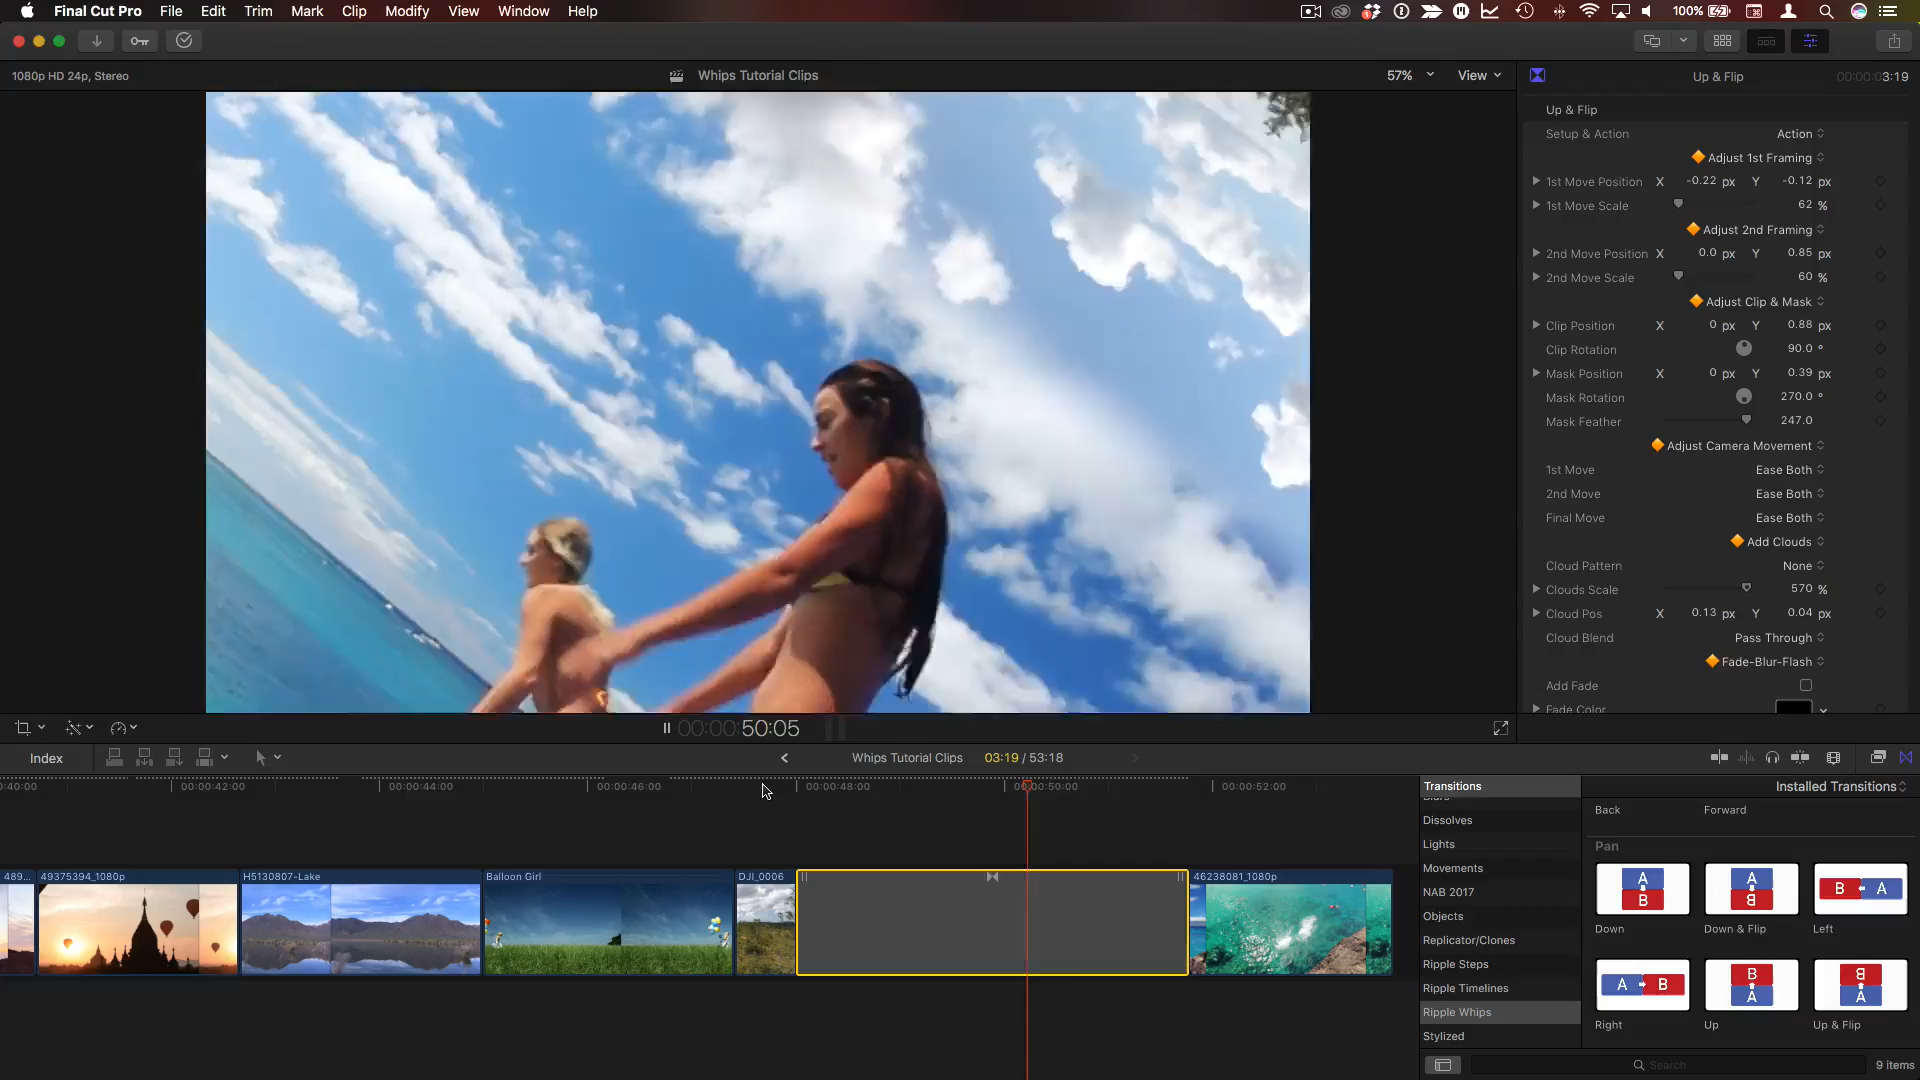 Final Cut Pro File Edit Trim Mark Clip Modify View Window Help 100%
1080p HD 24p, Stereo Whips Tutorial Clips 57% View Up & Flip 00:00:03:19
Up & Flip
Setup & Action Action
Adjust 1st Framing
1st Move Position X -0.22 px Y -0.12 px
1st Move Scale 62 %
Adjust 2nd Framing
2nd Move Position X 0.0 px Y 0.85 px
2nd Move Scale 60 %
Adjust Clip & Mask
Clip Position X 0 px Y 0.88 px
Clip Rotation 90.0 °
Mask Position X 0 px Y 0.39 px
Mask Rotation 270.0 °
Mask Feather 247.0
Adjust Camera Movement
1st Move Ease Both
2nd Move Ease Both
Final Move Ease Both
Add Clouds
Cloud Pattern None
Clouds Scale 570 %
Cloud Pos X 0.13 px Y 0.04 px
Cloud Blend Pass Through
Fade-Blur-Flash
Add Fade
Fade Color
00:00:50:05
Index Whips Tutorial Clips 03:19 / 53:18
:40:00 00:00:42:00 00:00:44:00 00:00:46:00 00:00:48:00 00:00:50:00 00:00:52:00
489... 49375394_1080p H5130807-Lake Balloon Girl DJI_0006 46238081_1080p
Transitions Installed Transitions
Blurs
Dissolves
Lights
Movements
NAB 2017
Objects
Replicator/Clones
Ripple Steps
Ripple Timelines
Ripple Whips
Stylized
Back Forward
Pan
A B A B B A
Down Down & Flip Left
A B B A B A
Right Up Up & Flip
Search 9 items